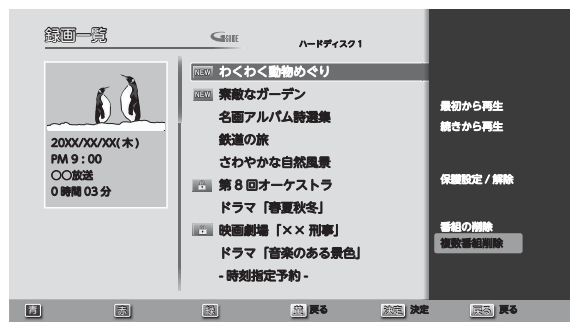 録画一覧
G-GUIDE
ハードディスク1
NEW わくわく動物めぐり
NEW 素敵なガーデン
名画アルバム詩選集
鉄道の旅
さわやかな自然風景
第8回オーケストラ
ドラマ「春夏秋冬」
映画劇場「×× 刑事」
ドラマ「音楽のある景色」
- 時刻指定予約 -
20XX/XX/XX(木)
PM 9:00
〇〇放送
0時間03分
最初から再生
続きから再生
保護設定 / 解除
番組の削除
複数番組削除
青
赤
緑
黄 戻る
決定 決定
戻る 戻る